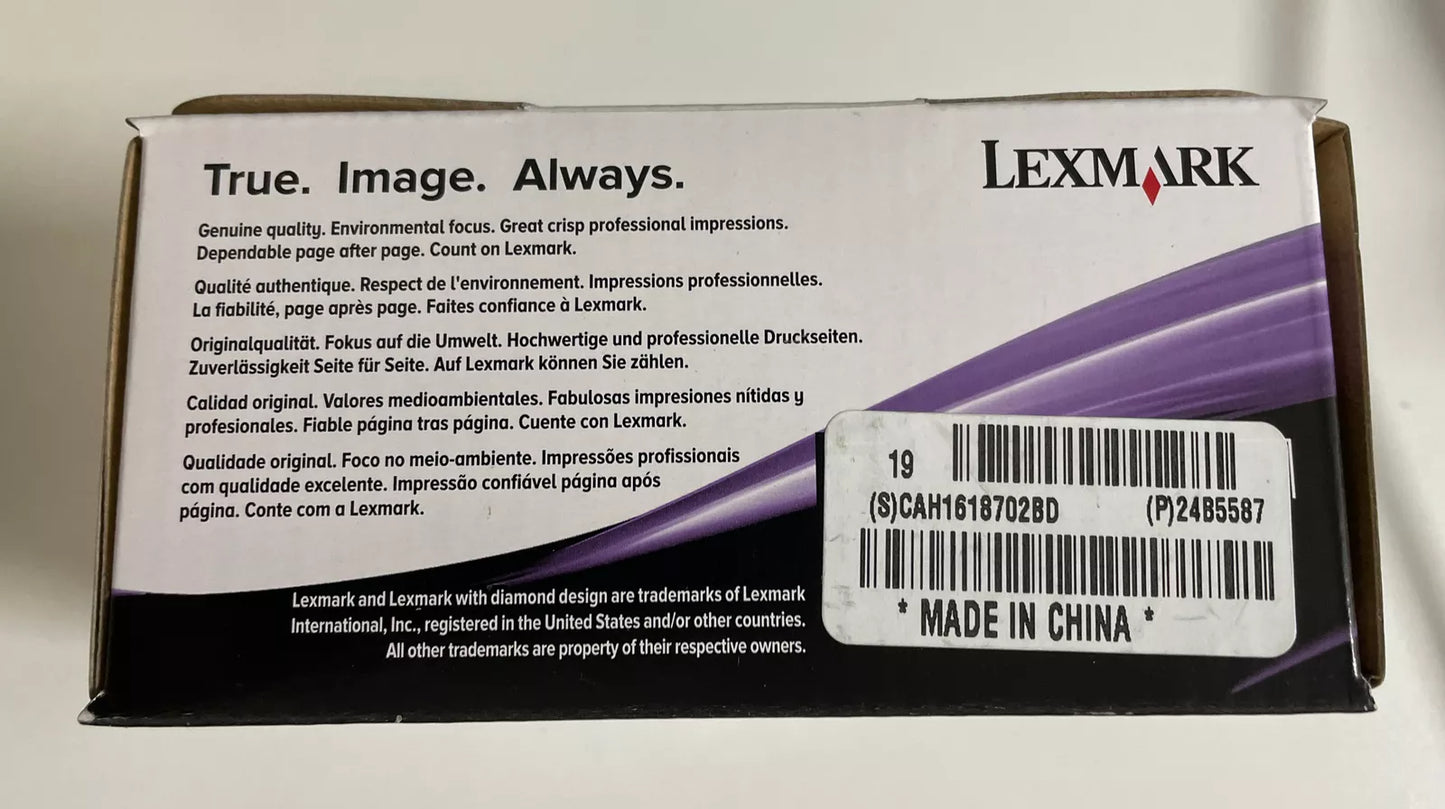 True. Image. Always.
LEXMARK
Genuine quality. Environmental focus. Great crisp professional impressions.
Dependable page after page. Count on Lexmark.
Qualité authentique. Respect de l'environnement. Impressions professionnelles.
La fiabilité, page après page. Faites confiance à Lexmark.
Originalqualität. Fokus auf die Umwelt. Hochwertige und professionelle Druckseiten.
Zuverlässigkeit Seite für Seite. Auf Lexmark können Sie zählen.
Calidad original. Valores medioambientales. Fabulosas impresiones nítidas y
profesionales. Fiable página tras página. Cuente con Lexmark.
Qualidade original. Foco no meio-ambiente. Impressões profissionais
com qualidade excelente. Impressão confiável página após
página. Conte com a Lexmark.
Lexmark and Lexmark with diamond design are trademarks of Lexmark
International, Inc., registered in the United States and/or other countries.
All other trademarks are property of their respective owners.
19
(S)CAH1618702BD (P)24B5587
* MADE IN CHINA *